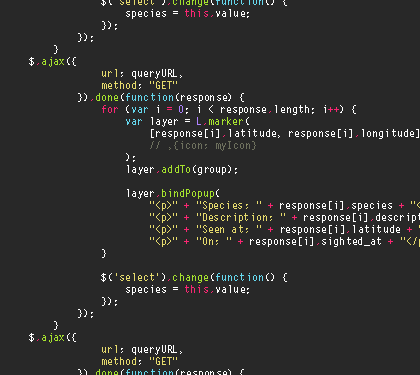 $('select').change(function() {
species = this.value;
});
});
}
$.ajax({
url: queryURL,
method: "GET"
}).done(function(response) {
for (var i = 0; i < response.length; i++) {
var layer = L.marker(
[response[i].latitude, response[i].longitude]
// ,{icon: myIcon}
);
layer.addTo(group);
layer.bindPopup(
"<p>" + "Species: " + response[i].species + "<
"<p>" + "Description: " + response[i].descript
"<p>" + "Seen at: " + response[i].latitude + "
"<p>" + "On: " + response[i].sighted_at + "</p
}
$('select').change(function() {
species = this.value;
});
});
}
$.ajax({
url: queryURL,
method: "GET"
}).done(function(response) {